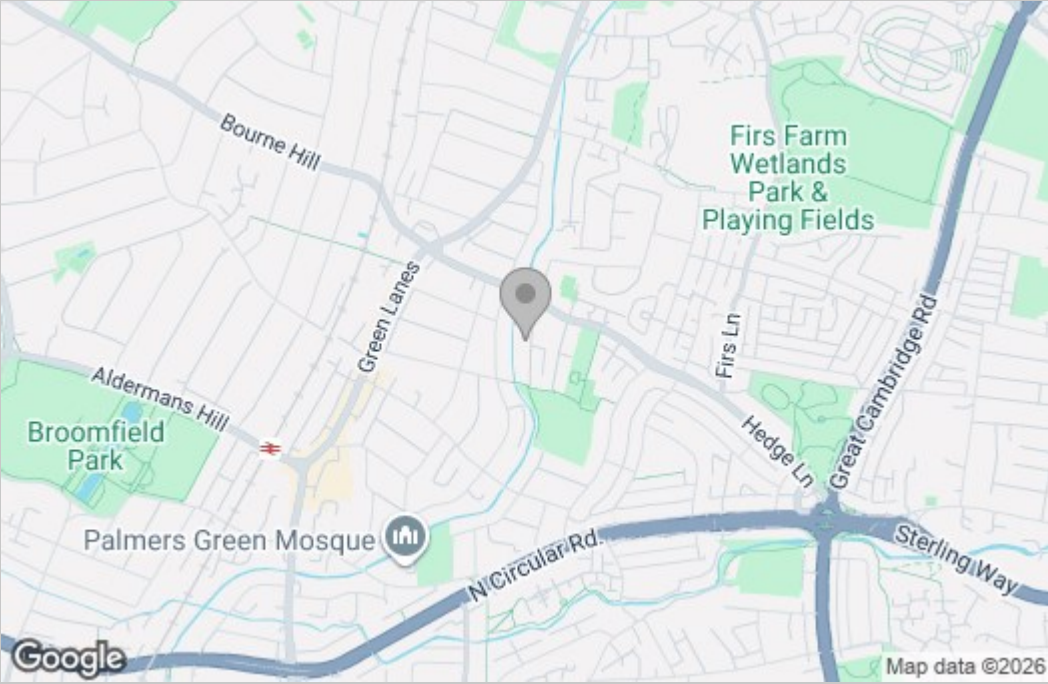 Bourne Hill
Firs Farm
Wetlands
Park &
Playing Fields
Green Lanes
Firs Ln
Great Cambridge Rd
Aldermans Hill
Broomfield
Park
Hedge Ln
Palmers Green Mosque
N Circular Rd.
Sterling Way
Google
Map data ©2026